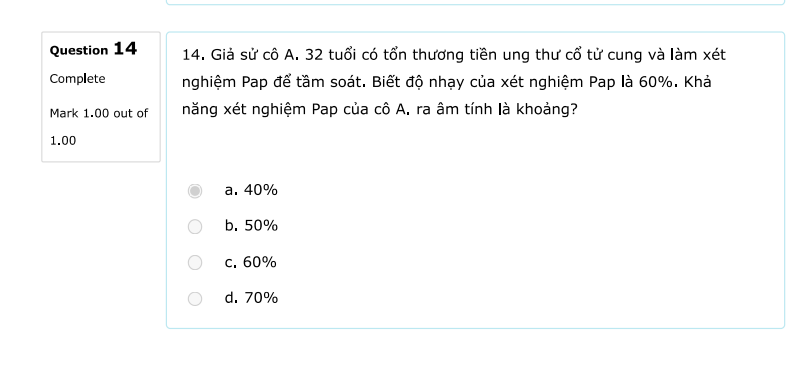 Question 14
Complete
Mark 1.00 out of
1.00
14. Giả sử cô A. 32 tuổi có tổn thương tiền ung thư cổ tử cung và làm xét
nghiệm Pap để tầm soát. Biết độ nhạy của xét nghiệm Pap là 60%. Khả
năng xét nghiệm Pap của cô A. ra âm tính là khoảng?
a. 40%
b. 50%
c. 60%
d. 70%